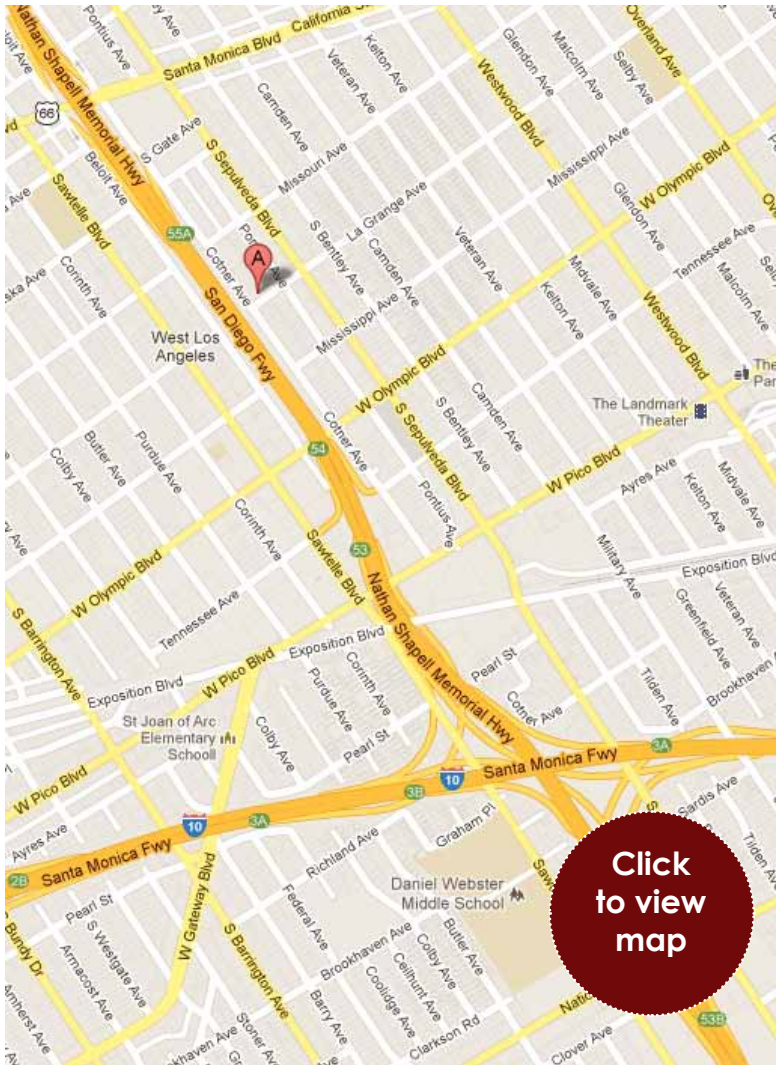 Nathan Shapell Memorial Hwy
Beloit Ave
Pontius Ave
Santa Monica Blvd
California St
Kelton Ave
Veteran Ave
Camden Ave
Glendon Ave
Malcolm Ave
Selby Ave
Overland Ave
Westwood Blvd
66
S Gate Ave
S Sepulveda Blvd
Missouri Ave
Mississippi Ave
W Olympic Blvd
Beloit Ave
Sawtelle Blvd
La Grange Ave
Glendon Ave
55A
Cotner Ave
A
S Bentley Ave
Camden Ave
Veteran Ave
Kelton Ave
Midvale Ave
Tennessee Ave
Malcolm Ave
Corinth Ave
San Diego Fwy
Mississippi Ave
Westwood Blvd
West Los
Angeles
W Olympic Blvd
The Landmark
Theater
Butler Ave
Purdue Ave
Colby Ave
54
Cotner Ave
S Sepulveda Blvd
S Bentley Ave
Camden Ave
W Pico Blvd
Ayres Ave
Kelton Ave
Midvale Ave
Pontius Ave
Corinth Ave
Sawtelle Blvd
53
Military Ave
Exposition Blvd
W Olympic Blvd
S Barrington Ave
Tennessee Ave
Nathan Shapell Memorial Hwy
Greenfield Ave
Veteran Ave
Exposition Blvd
W Pico Blvd
Exposition Blvd
Purdue Ave
Corinth Ave
Pearl St
Cotner Ave
Tilden Ave
Brookhaven Ave
St Joan of Arc
Elementary
Schooll
Colby Ave
Pearl St
W Pico Blvd
Santa Monica Fwy
3A
10
3B
3A
10
Ayres Ave
Santa Monica Fwy
2B
Richland Ave
Graham Pl
Sardis Ave
Tilden Ave
Click
to view
map
Daniel Webster
Middle School
Pearl St
W Gateway Blvd
Federal Ave
Brookhaven Ave
Butler Ave
Colby Ave
Cellhunt Ave
Coolidge Ave
S Bundy Dr
S Westgate Ave
Armacost Ave
S Barrington Ave
Barry Ave
Stoner Ave
Amherst Ave
Clarkson Rd
Clover Ave
53B